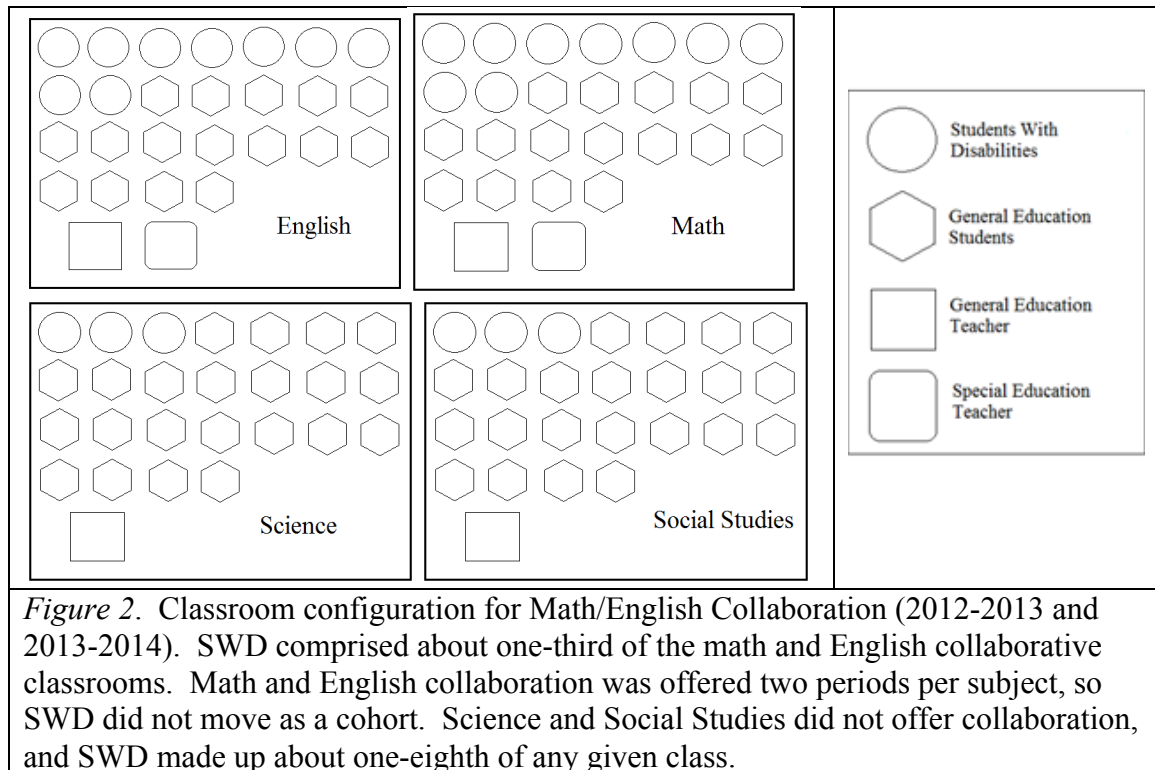 English
Math
Science
Social Studies
Students With
Disabilities
General Education
Students
General Education
Teacher
Special Education
Teacher
Figure 2.  Classroom configuration for Math/English Collaboration (2012-2013 and
2013-2014).  SWD comprised about one-third of the math and English collaborative
classrooms.  Math and English collaboration was offered two periods per subject, so
SWD did not move as a cohort.  Science and Social Studies did not offer collaboration,
and SWD made up about one-eighth of any given class.